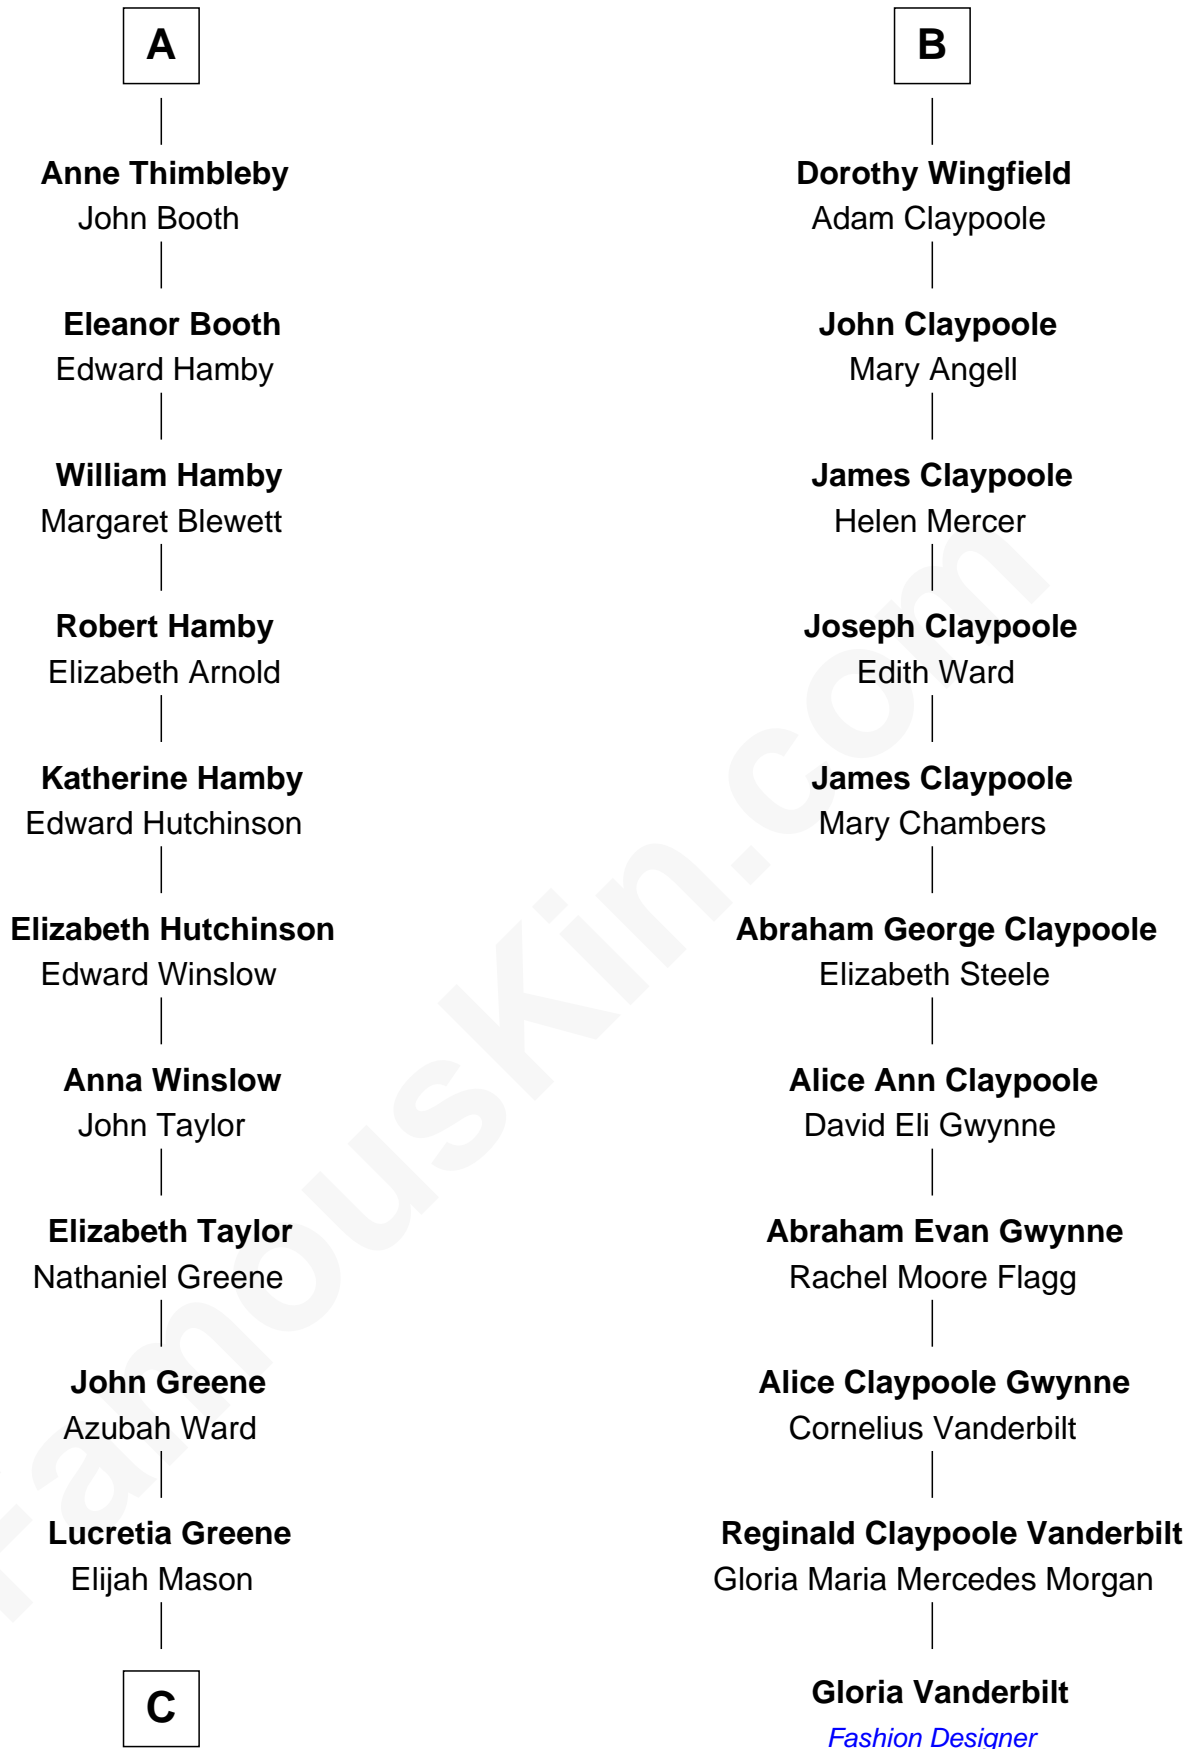 A
Anne Thimbleby
John Booth
Eleanor Booth
Edward Hamby
William Hamby
Margaret Blewett
Robert Hamby
Elizabeth Arnold
Katherine Hamby
Edward Hutchinson
Elizabeth Hutchinson
Edward Winslow
Anna Winslow
John Taylor
Elizabeth Taylor
Nathaniel Greene
John Greene
Azubah Ward
Lucretia Greene
Elijah Mason
C
B
Dorothy Wingfield
Adam Claypoole
John Claypoole
Mary Angell
James Claypoole
Helen Mercer
Joseph Claypoole
Edith Ward
James Claypoole
Mary Chambers
Abraham George Claypoole
Elizabeth Steele
Alice Ann Claypoole
David Eli Gwynne
Abraham Evan Gwynne
Rachel Moore Flagg
Alice Claypoole Gwynne
Cornelius Vanderbilt
Reginald Claypoole Vanderbilt
Gloria Maria Mercedes Morgan
Gloria Vanderbilt
Fashion Designer
FamousKin.com